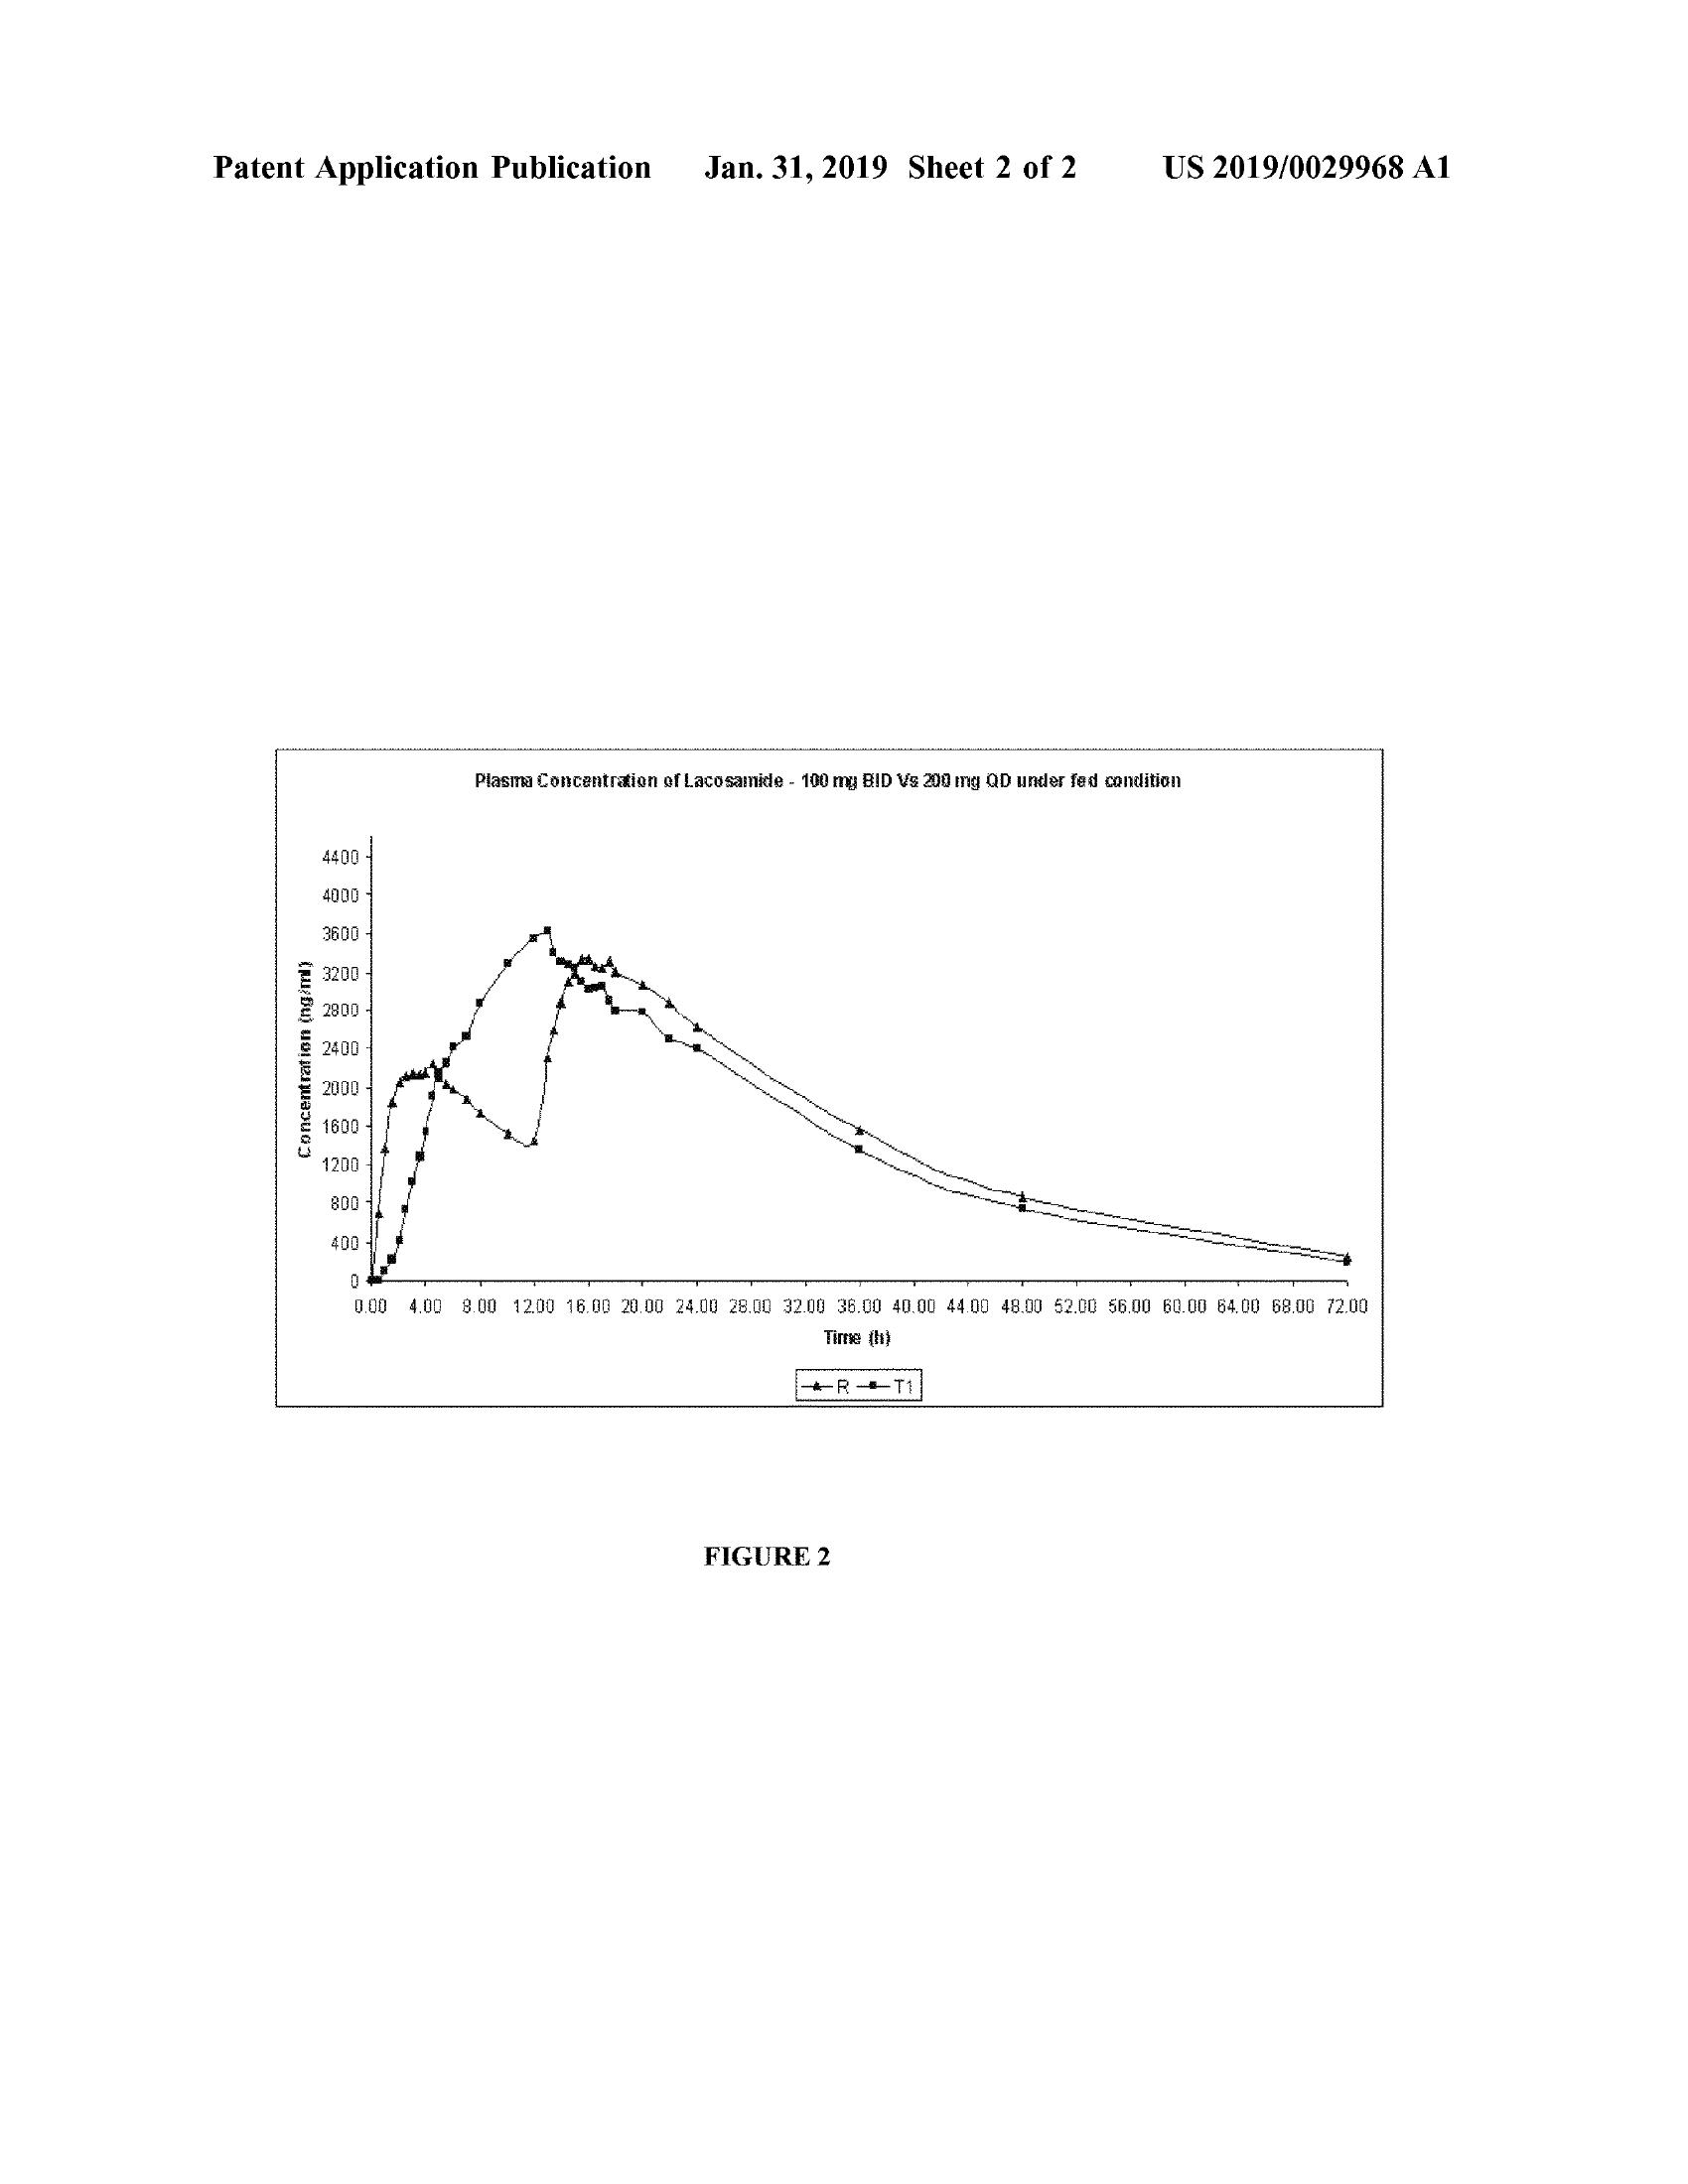 Patent Application Publication Jan. 31, 2019 Sheet 2 of 2 US 2019/0029968 A1
Plasma Concentration of Lacosamide - 100 mg BID Vs 200 mg QD under fed condition
4400
4000
3600
3200
2800
2400
2000
1600
1200
800
400
0
Concentration (ng/ml)
0.00 4.00 8.00 12.00 16.00 20.00 24.00 28.00 32.00 36.00 40.00 44.00 48.00 52.00 56.00 60.00 64.00 68.00 72.00
Time (h)
R T1
FIGURE 2